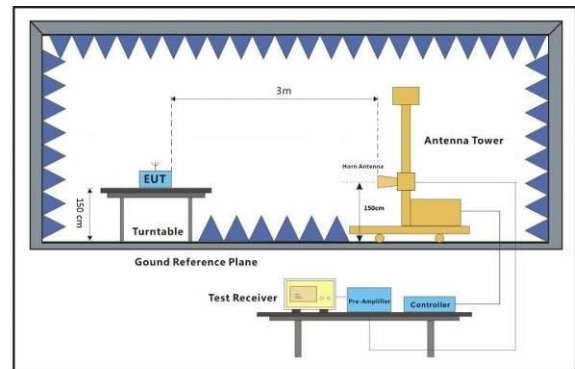 3m
Antenna Tower
Horn Antenna
EUT
150 cm
150cm
Turntable
Gound Reference Plane
Test Receiver
Pre-Amplifier
Controller